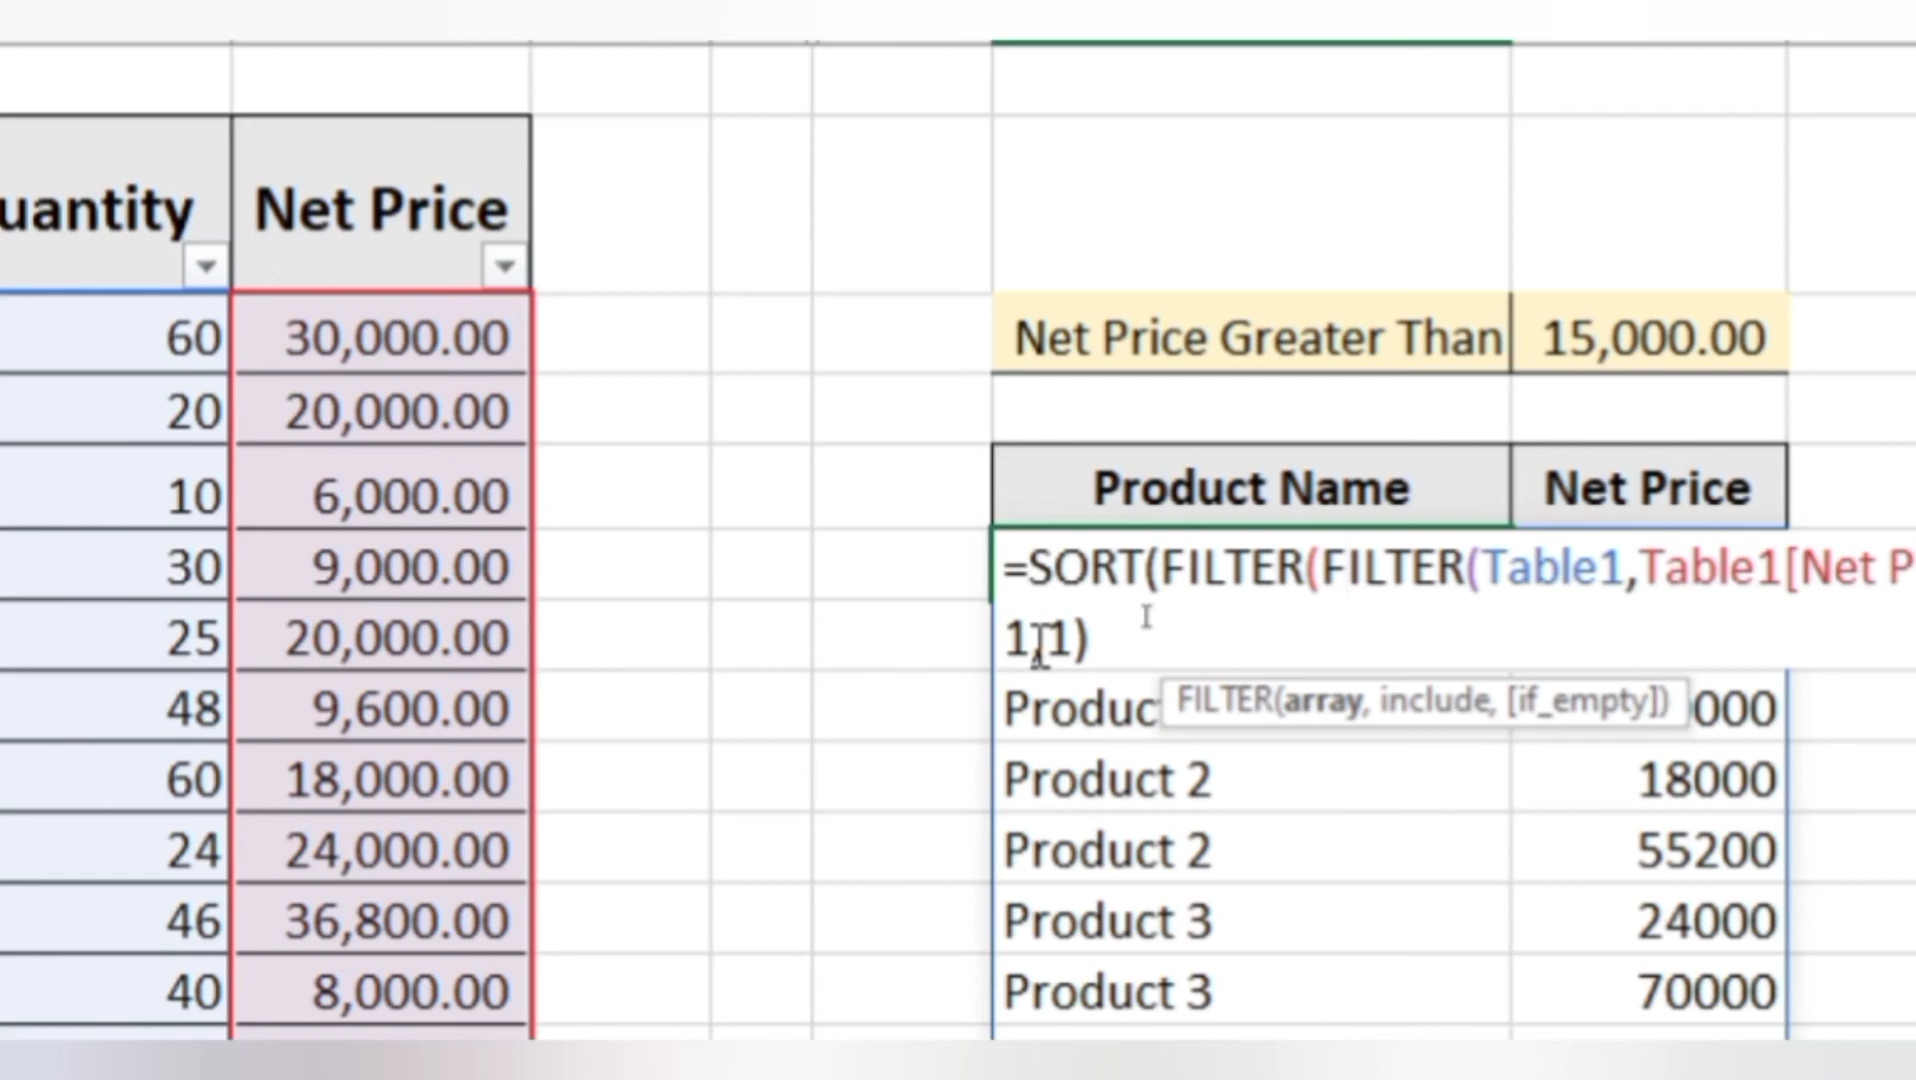 uantity Net Price
60 30,000.00 Net Price Greater Than 15,000.00
20 20,000.00
10 6,000.00 Product Name Net Price
30 9,000.00 =SORT(FILTER(FILTER(Table1,Table1[Net P
25 20,000.00 1,1)
48 9,600.00 Produc FILTER(array, include, [if_empty]) 000
60 18,000.00 Product 2 18000
24 24,000.00 Product 2 55200
46 36,800.00 Product 3 24000
40 8,000.00 Product 3 70000